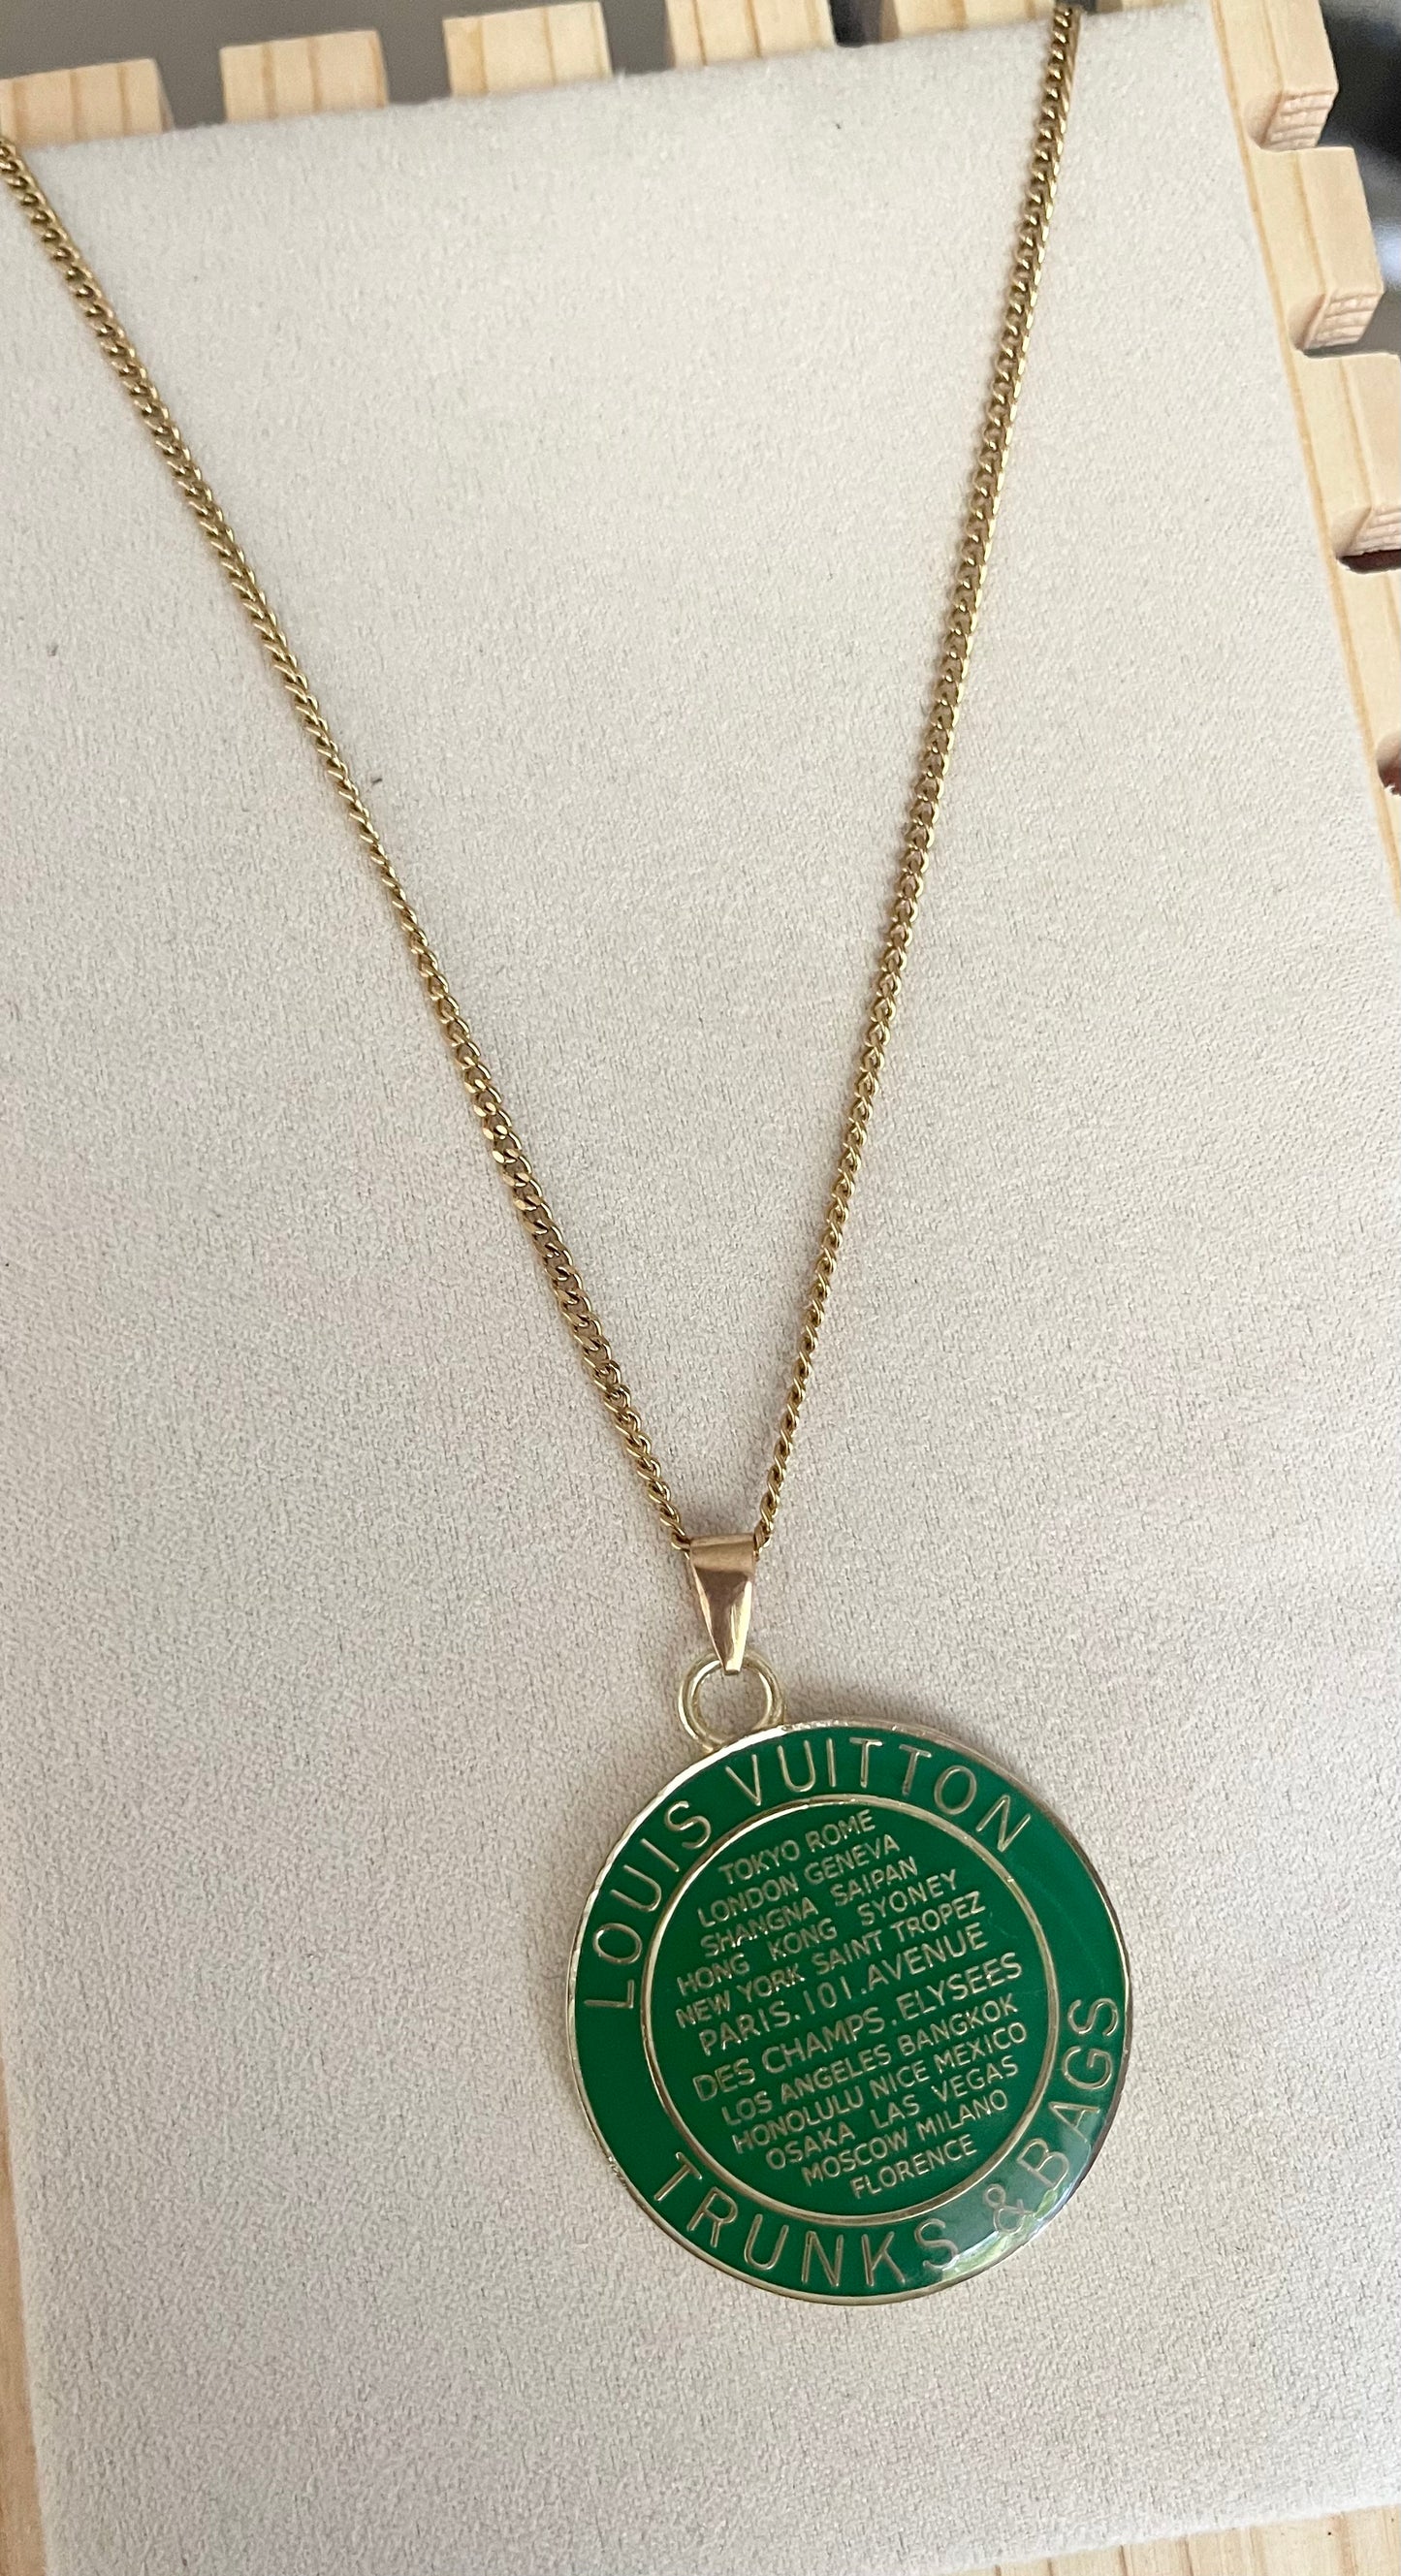 LOUIS VUITTON
TOKYO ROME
LONDON GENEVA
SHANGNA SAIPAN
HONG KONG SYONEY
NEW YORK SAINT TROPEZ
PARIS.101.AVENUE
DES CHAMPS.ELYSEES
LOS ANGELES BANGKOK
HONOLULU NICE MEXICO
OSAKA LAS VEGAS
MOSCOW MILANO
FLORENCE
TRUNKS & BAGS